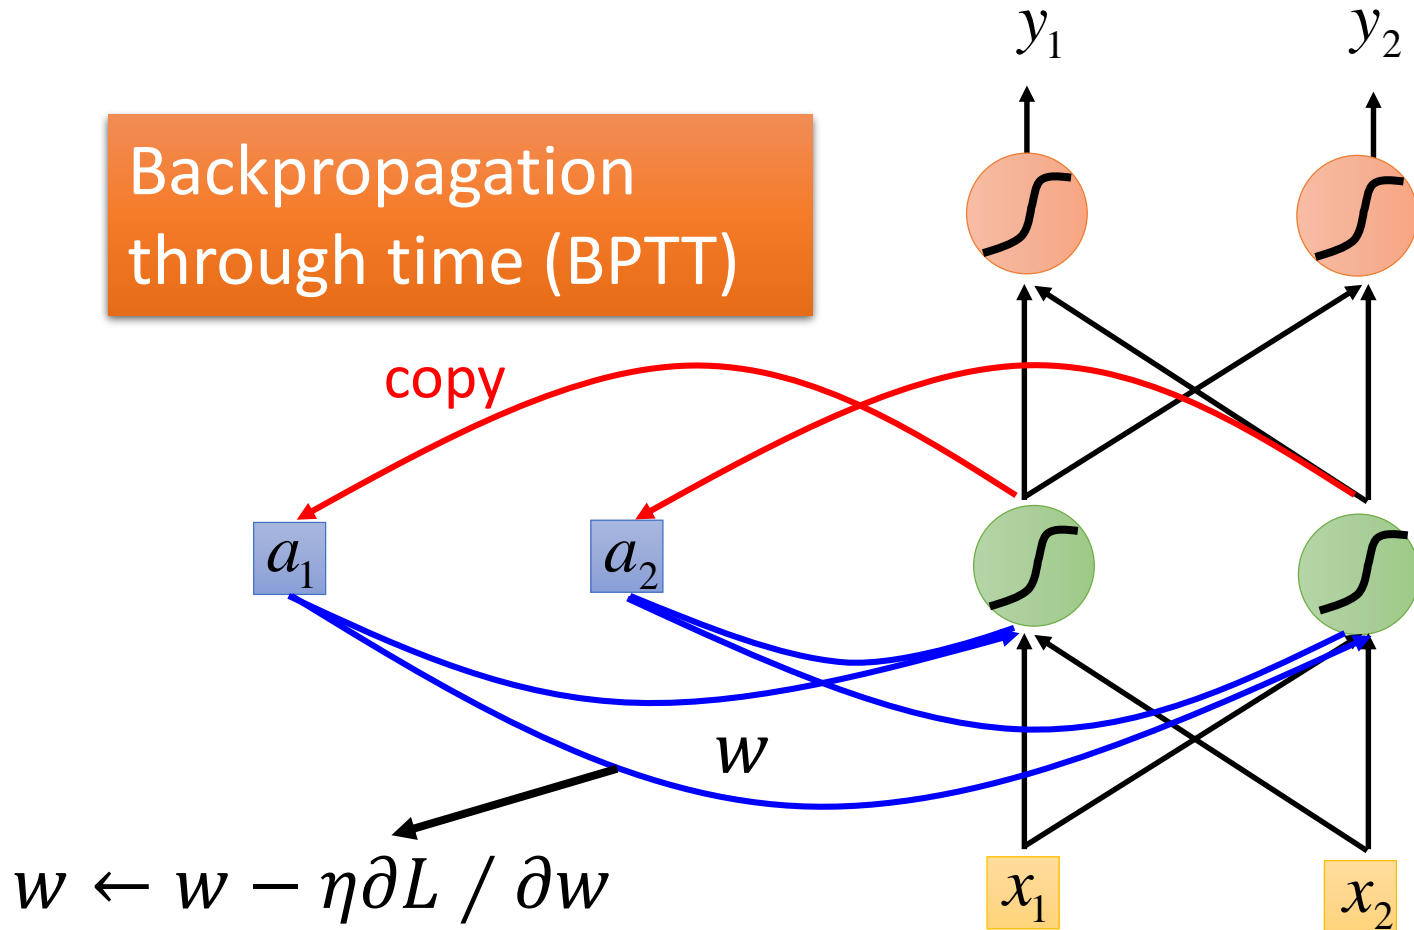 y₁ y₂
Backpropagation
through time (BPTT)
copy
a₁ a₂
w
w ← w − η∂L / ∂w
x₁ x₂